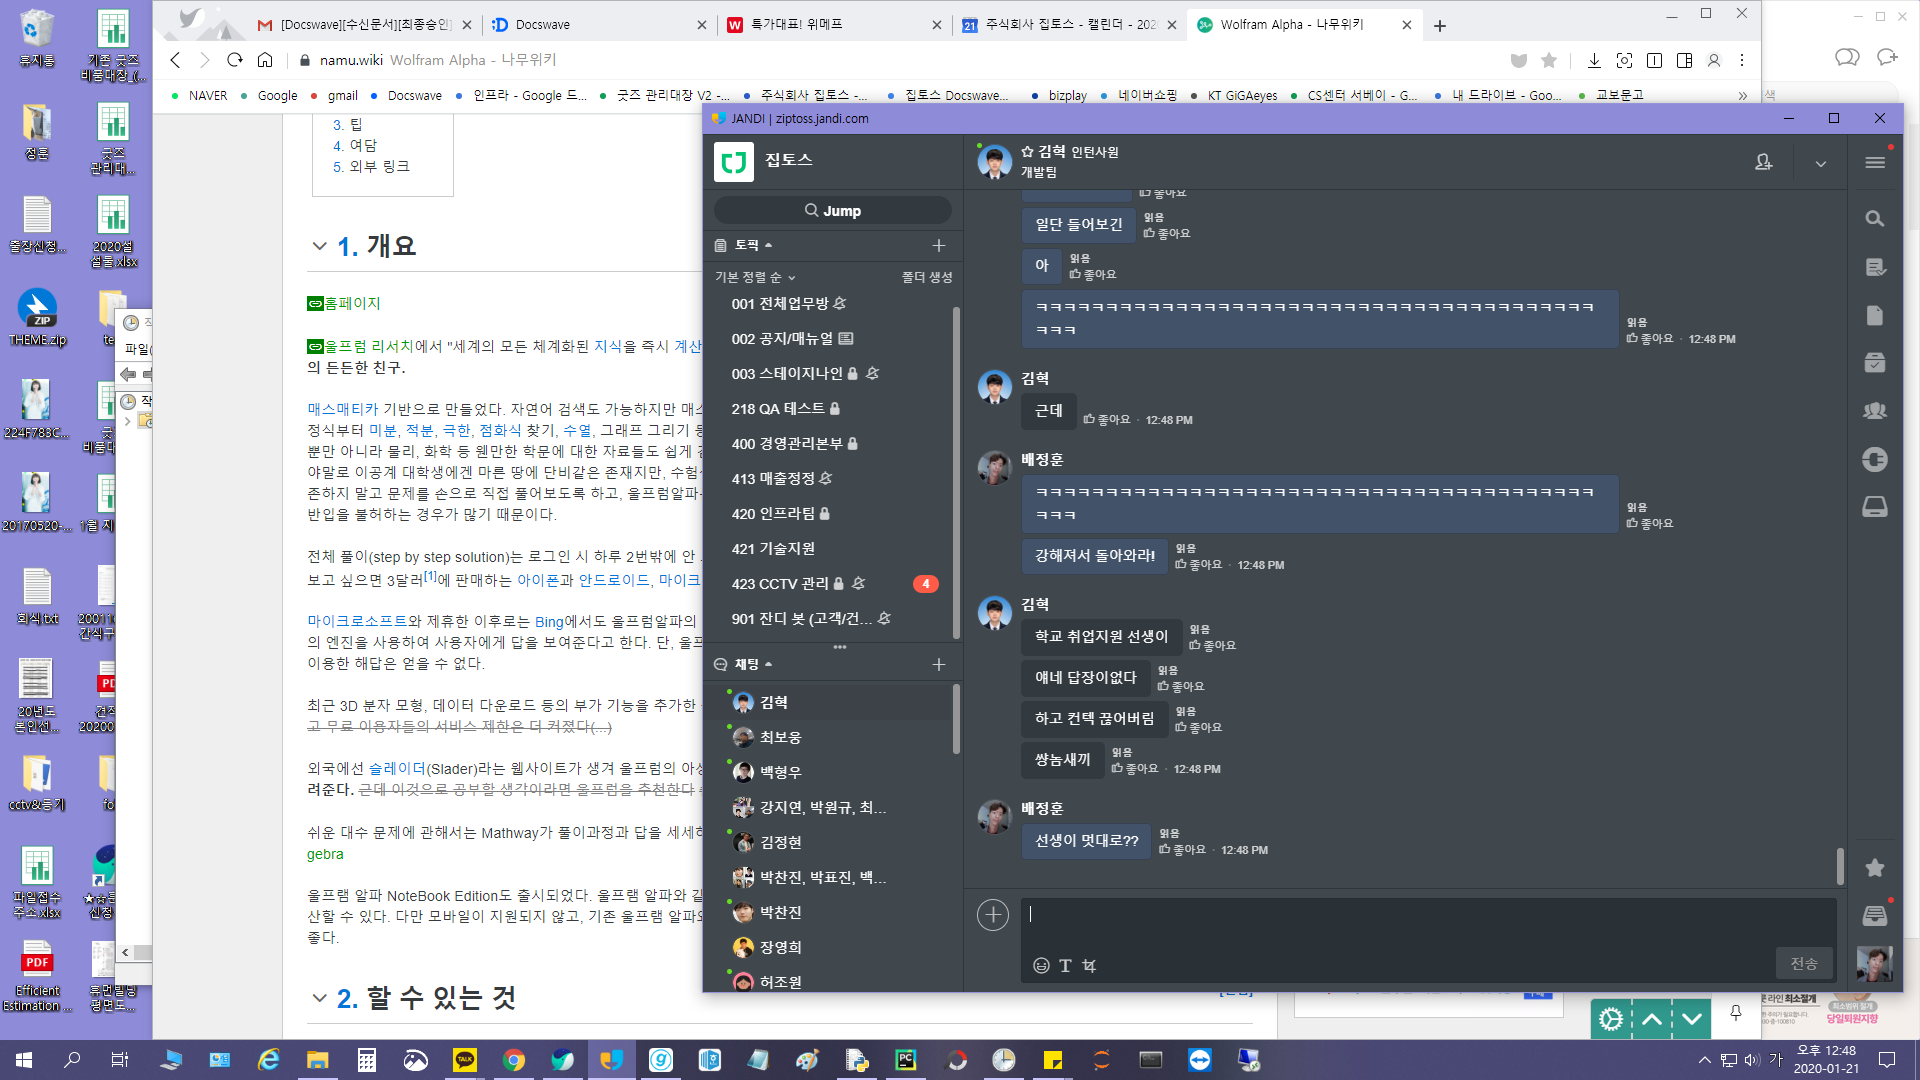 휴지통
기존 굿즈
비품대장_(...
정훈
굿즈
관리대...
출장신청...
2020설
설물.xlsx
THEME.zip
224F783C...
20170520-...
1월 지
회식.txt
20년도
본인선...
cctv&등기
파일접수
주소.xlsx
Efficient
Estimation ...
휴먼빌딩
평면도...
[Docswave][수신문서][최종승인]
Docswave
특가대표! 위메프
주식회사 집토스 - 캘린더 - 202
Wolfram Alpha - 나무위키
namu.wiki Wolfram Alpha - 나무위키
NAVER
Google
gmail
Docswave
인프라 - Google 드...
굿즈 관리대장 V2 -...
주식회사 집토스 -...
집토스 Docswave...
bizplay
네이버쇼핑
KT GiGAeyes
CS센터 서베이 - G...
내 드라이브 - Goo...
교보문고
3. 팁
4. 여담
5. 외부 링크
1. 개요
홈페이지
울프럼 리서치에서 "세계의 모든 체계화된 지식을 즉시 계산
의 든든한 친구.
매스매티카 기반으로 만들었다. 자연어 검색도 가능하지만 매스
정식부터 미분, 적분, 극한, 점화식 찾기, 수열, 그래프 그리기 등
뿐만 아니라 물리, 화학 등 웬만한 학문에 대한 자료들도 쉽게 검
야말로 이공계 대학생에겐 마른 땅에 단비같은 존재지만, 수험생
존하지 말고 문제를 손으로 직접 풀어보도록 하고, 울프럼알파
반입을 불허하는 경우가 많기 때문이다.
전체 풀이(step by step solution)는 로그인 시 하루 2번밖에 안
보고 싶으면 3달러[1]에 판매하는 아이폰과 안드로이드, 마이크
마이크로소프트와 제휴한 이후로는 Bing에서도 울프럼알파의
의 엔진을 사용하여 사용자에게 답을 보여준다고 한다. 단, 울프
이용한 해답은 얻을 수 없다.
최근 3D 분자 모형, 데이터 다운로드 등의 부가 기능을 추가한
고 무료 이용자들의 서비스 제한은 더 커졌다(...)
외국에선 슬레이더(Slader)라는 웹사이트가 생겨 울프럼의 아성
려준다. 근데 이것으로 공부할 생각이라면 울프럼을 추천한다
쉬운 대수 문제에 관해서는 Mathway가 풀이과정과 답을 세세하
gebra
울프램 알파 NoteBook Edition도 출시되었다. 울프램 알파와 같
산할 수 있다. 다만 모바일이 지원되지 않고, 기존 울프램 알파와
좋다.
2. 할 수 있는 것
JANDI | ziptoss.jandi.com
집토스
Jump
토픽
기본 정렬 순
폴더 생성
001 전체업무방
002 공지/매뉴얼
003 스테이지나인
218 QA 테스트
400 경영관리본부
413 매출정정
420 인프라팀
421 기술지원
423 CCTV 관리
4
901 잔디 봇 (고객/건...
채팅
김혁
최보웅
백형우
강지연, 박원규, 최...
김정현
박찬진, 박표진, 백...
박찬진
장영희
허조원
김혁 인턴사원
개발팀
좋아요
일단 들어보긴
읽음
좋아요
아
읽음
좋아요
ㅋㅋㅋㅋㅋㅋㅋㅋㅋㅋㅋㅋㅋㅋㅋㅋㅋㅋㅋㅋㅋㅋㅋㅋㅋㅋㅋㅋㅋㅋㅋㅋㅋㅋㅋㅋㅋㅋㅋㅋ
ㅋㅋㅋ
읽음
좋아요 · 12:48 PM
김혁
근데
좋아요 · 12:48 PM
배정훈
ㅋㅋㅋㅋㅋㅋㅋㅋㅋㅋㅋㅋㅋㅋㅋㅋㅋㅋㅋㅋㅋㅋㅋㅋㅋㅋㅋㅋㅋㅋㅋㅋㅋㅋㅋㅋㅋㅋㅋㅋ
ㅋㅋㅋ
읽음
좋아요
강해져서 돌아와라!
읽음
좋아요 · 12:48 PM
김혁
학교 취업지원 선생이
읽음
좋아요
얘네 답장이없다
읽음
좋아요
하고 컨텍 끊어버림
읽음
좋아요
썅놈새끼
읽음
좋아요 · 12:48 PM
배정훈
선생이 멋대로??
읽음
좋아요 · 12:48 PM
전송
당일퇴원지향
가
오후 12:48
2020-01-21